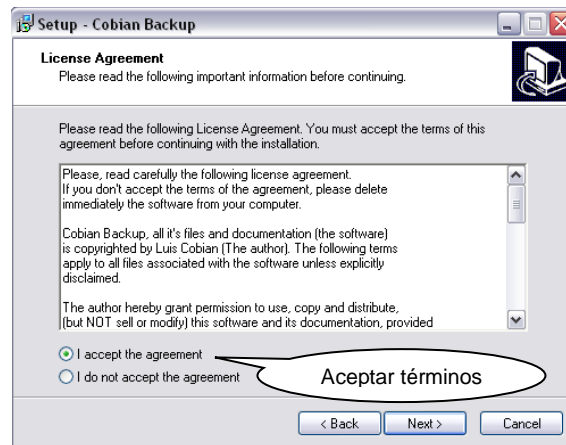 Setup - Cobian Backup
License Agreement
Please read the following important information before continuing.
Please read the following License Agreement. You must accept the terms of this
agreement before continuing with the installation.
Please, read carefully the following license agreement.
If you don't accept the terms of the agreement, please delete
immediately the software from your computer.
Cobian Backup, all it's files and documentation (the software)
is copyrighted by Luis Cobian (The author). The following terms
apply to all files associated with the software unless explicitly
disclaimed.
The author hereby grant permission to use, copy and distribute,
(but NOT sell or modify) this software and its documentation, provided
I accept the agreement
I do not accept the agreement
Aceptar términos
< Back Next > Cancel